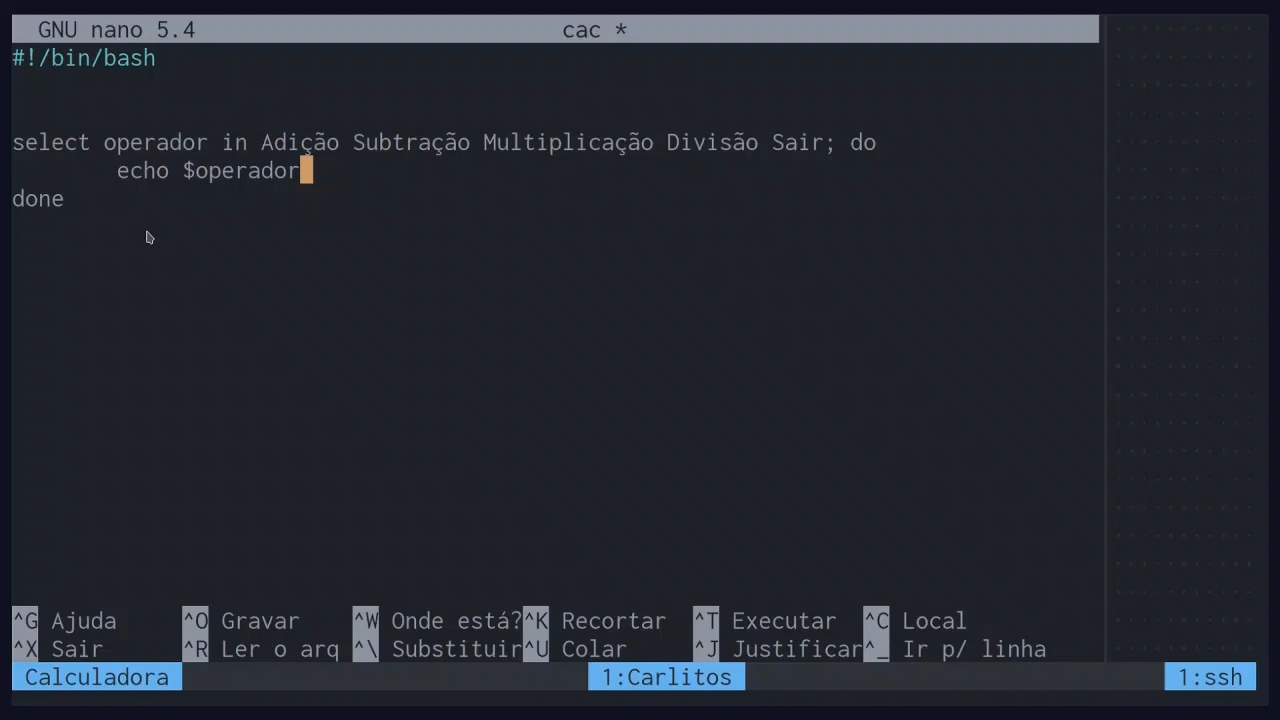 GNU nano 5.4 cac *
#!/bin/bash
select operador in Adição Subtração Multiplicação Divisão Sair; do
echo $operador
done
^G Ajuda ^O Gravar ^W Onde está? ^K Recortar ^T Executar ^C Local
^X Sair ^R Ler o arq ^\ Substituir ^U Colar ^J Justificar ^_ Ir p/ linha
Calculadora 1:Carlitos 1:ssh